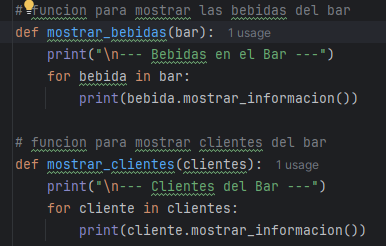 # funcion para mostrar las bebidas del bar
def mostrar_bebidas(bar): 1 usage
    print("\n--- Bebidas en el Bar ---")
    for bebida in bar:
        print(bebida.mostrar_informacion())

# funcion para mostrar clientes del bar
def mostrar_clientes(clientes): 1 usage
    print("\n--- Clientes del Bar ---")
    for cliente in clientes:
        print(cliente.mostrar_informacion())